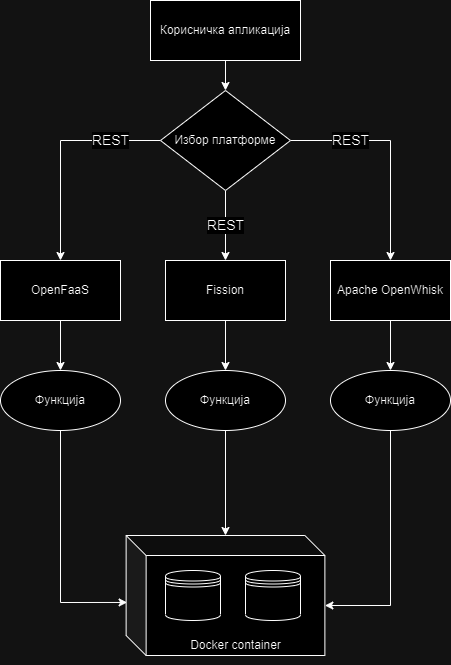 Корисничка апликација
Избор платформе
REST
REST
REST
OpenFaaS
Fission
Apache OpenWhisk
Функција
Функција
Функција
Docker container